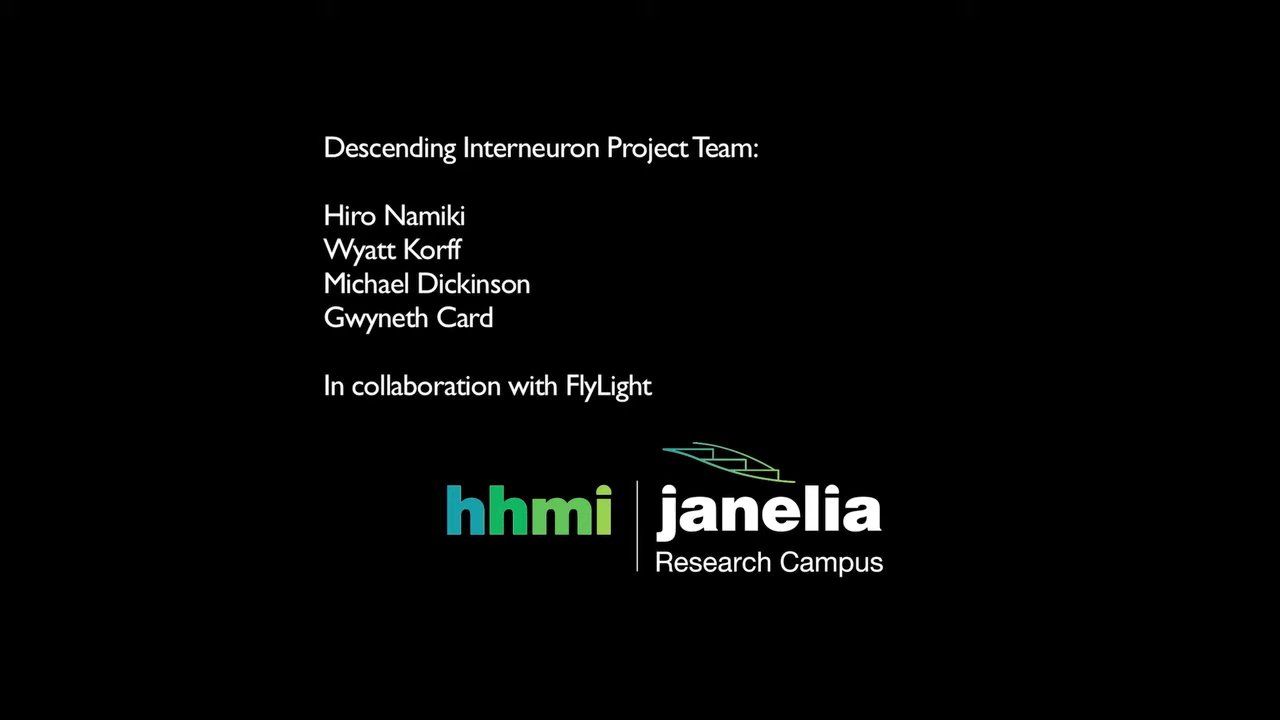 Descending Interneuron Project Team:
Hiro Namiki
Wyatt Korff
Michael Dickinson
Gwyneth Card
In collaboration with FlyLight
hhmi
janelia
Research Campus